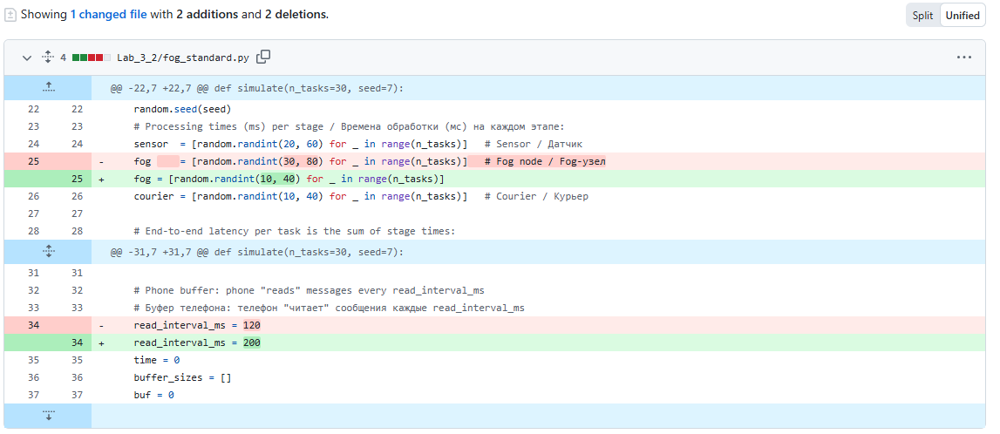 Showing 1 changed file with 2 additions and 2 deletions.
Split Unified
4 Lab_3_2/fog_standard.py
@@ -22,7 +22,7 @@ def simulate(n_tasks=30, seed=7):
22 22 random.seed(seed)
23 23 # Processing times (ms) per stage / Времена обработки (мс) на каждом этапе:
24 24 sensor  = [random.randint(20, 60) for _ in range(n_tasks)]   # Sensor / Датчик
25 - fog     = [random.randint(30, 80) for _ in range(n_tasks)]   # Fog node / Fog-узел
25 + fog = [random.randint(10, 40) for _ in range(n_tasks)]
26 26 courier = [random.randint(10, 40) for _ in range(n_tasks)]   # Courier / Курьер
27 27
28 28 # End-to-end latency per task is the sum of stage times:
@@ -31,7 +31,7 @@ def simulate(n_tasks=30, seed=7):
31 31
32 32 # Phone buffer: phone "reads" messages every read_interval_ms
33 33 # Буфер телефона: телефон "читает" сообщения каждые read_interval_ms
34 - read_interval_ms = 120
34 + read_interval_ms = 200
35 35 time = 0
36 36 buffer_sizes = []
37 37 buf = 0